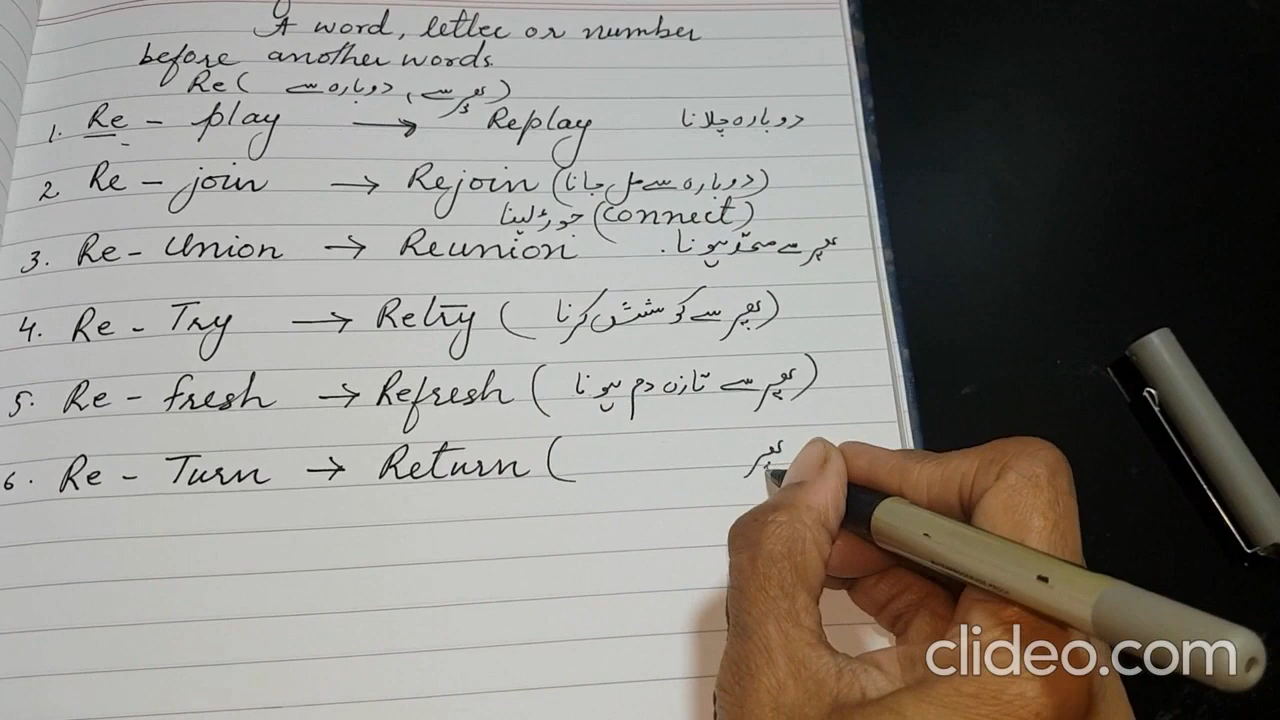 A word, letter or number
before another words.
Re ( پھر سے, دوبارہ سے )
1. Re - play → Replay دوبارہ چلانا
2 Re - join → Rejoin (دوبارہ سے مل جانا)
جوڑ لینا (connect)
3. Re - Union → Reunion پھر سے متحد ہونا.
4. Re - Try → Retry ( پھر سے کوشش کرنا )
5. Re - fresh → Refresh ( پھر سے تازہ دم ہونا )
6. Re - Turn → Return ( پھر
clideo.com